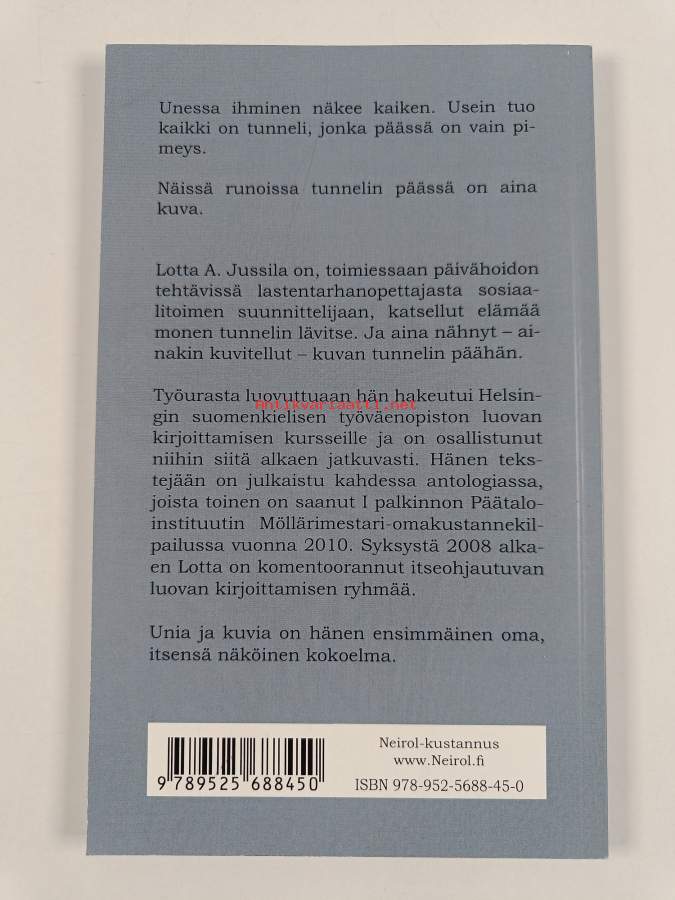 Unessa ihminen näkee kaiken. Usein tuo
kaikki on tunneli, jonka päässä on vain pi-
meys.
Näissä runoissa tunnelin päässä on aina
kuva.
Lotta A. Jussila on, toimiessaan päivähoidon
tehtävissä lastentarhanopettajasta sosiaa-
litoimen suunnittelijaan, katsellut elämää
monen tunnelin lävitse. Ja aina nähnyt – ai-
nakin kuvitellut – kuvan tunnelin päähän.
Työurasta luovuttuaan hän hakeutui Helsin-
Antikvariaatti.net
gin suomenkielisen työväenopiston luovan
kirjoittamisen kursseille ja on osallistunut
niihin siitä alkaen jatkuvasti. Hänen teks-
tejään on julkaistu kahdessa antologiassa,
joista toinen on saanut I palkinnon Päätalo-
instituutin Möllärimestari-omakustannekil-
pailussa vuonna 2010. Syksystä 2008 alka-
en Lotta on komentoorannut itseohjautuvan
luovan kirjoittamisen ryhmää.
Unia ja kuvia on hänen ensimmäinen oma,
itsensä näköinen kokoelma.
Neirol-kustannus
www.Neirol.fi
ISBN 978-952-5688-45-0
9 789525 688450